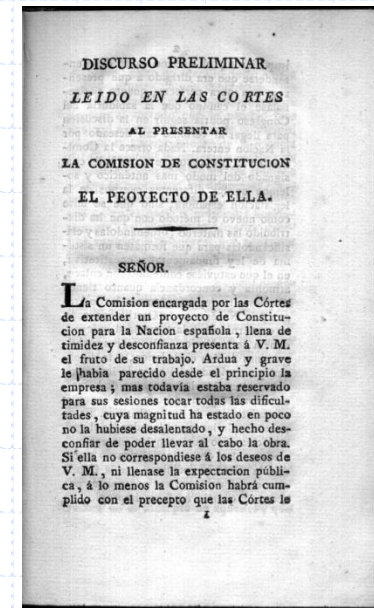 DISCURSO PRELIMINAR
LEIDO EN LAS CORTES
AL PRESENTAR
LA COMISION DE CONSTITUCION
EL PEOYECTO DE ELLA.
SEÑOR.
La Comision encargada por las Córtes
de extender un proyecto de Constitu-
cion para la Nacion española, llena de
timidez y desconfianza presenta á V. M.
el fruto de su trabajo. Ardua y grave
le habia parecido desde el principio la
empresa; mas todavía estaba reservado
para sus sesiones tocar todas las dificul-
tades, cuya magnitud ha estado en poco
no la hubiese desalentado, y hecho des-
confiar de poder llevar al cabo la obra.
Si ella no correspondiese á los deseos de
V. M., ni llenase la expectacion públi-
ca, á lo menos la Comision habrá cum-
plido con el precepto que las Córtes le
1